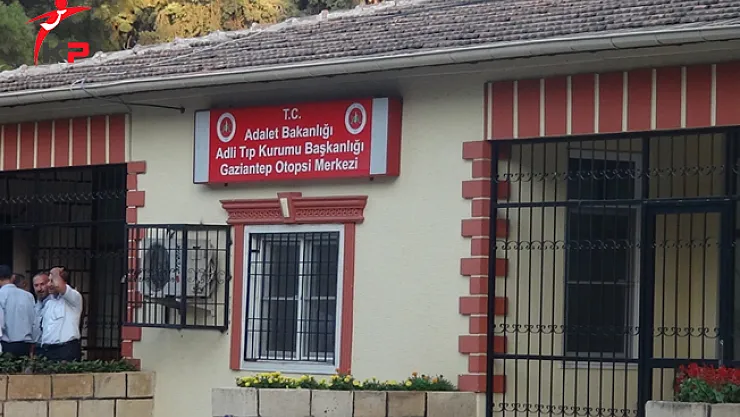 P
T.C.
Adalet Bakanlığı
Adli Tıp Kurumu Başkanlığı
Gaziantep Otopsi Merkezi